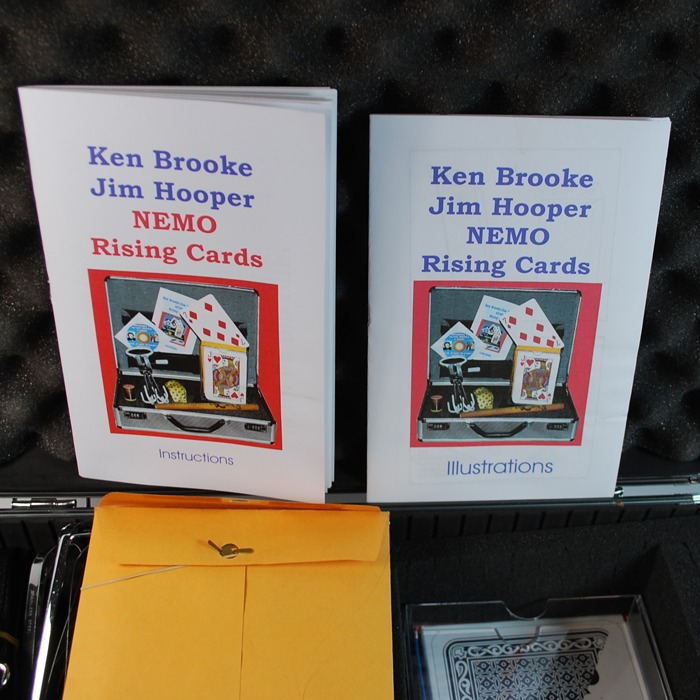 Ken Brooke
Jim Hooper
NEMO
Rising Cards
Instructions
Ken Brooke
Jim Hooper
NEMO
Rising Cards
Illustrations